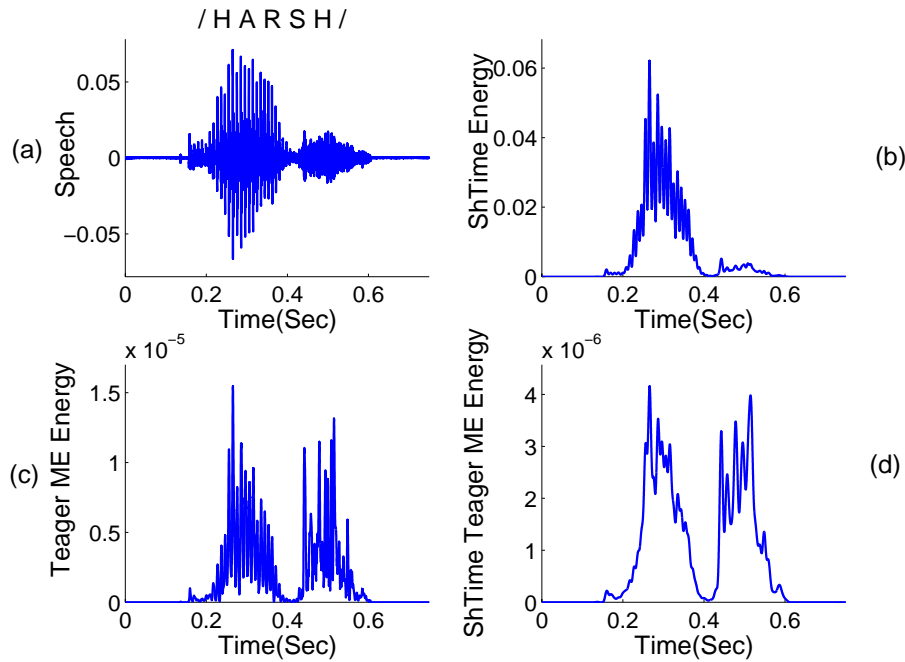 / H A R S H /
(a)
Speech
0.05
0
−0.05
0 0.2 0.4 0.6
Time(Sec)
(b)
ShTime Energy
0.06
0.04
0.02
0
0 0.2 0.4 0.6
Time(Sec)
(c)
Teager ME Energy
x 10⁻⁵
1.5
1
0.5
0
0 0.2 0.4 0.6
Time(Sec)
(d)
ShTime Teager ME Energy
x 10⁻⁶
4
3
2
1
0
0 0.2 0.4 0.6
Time(Sec)